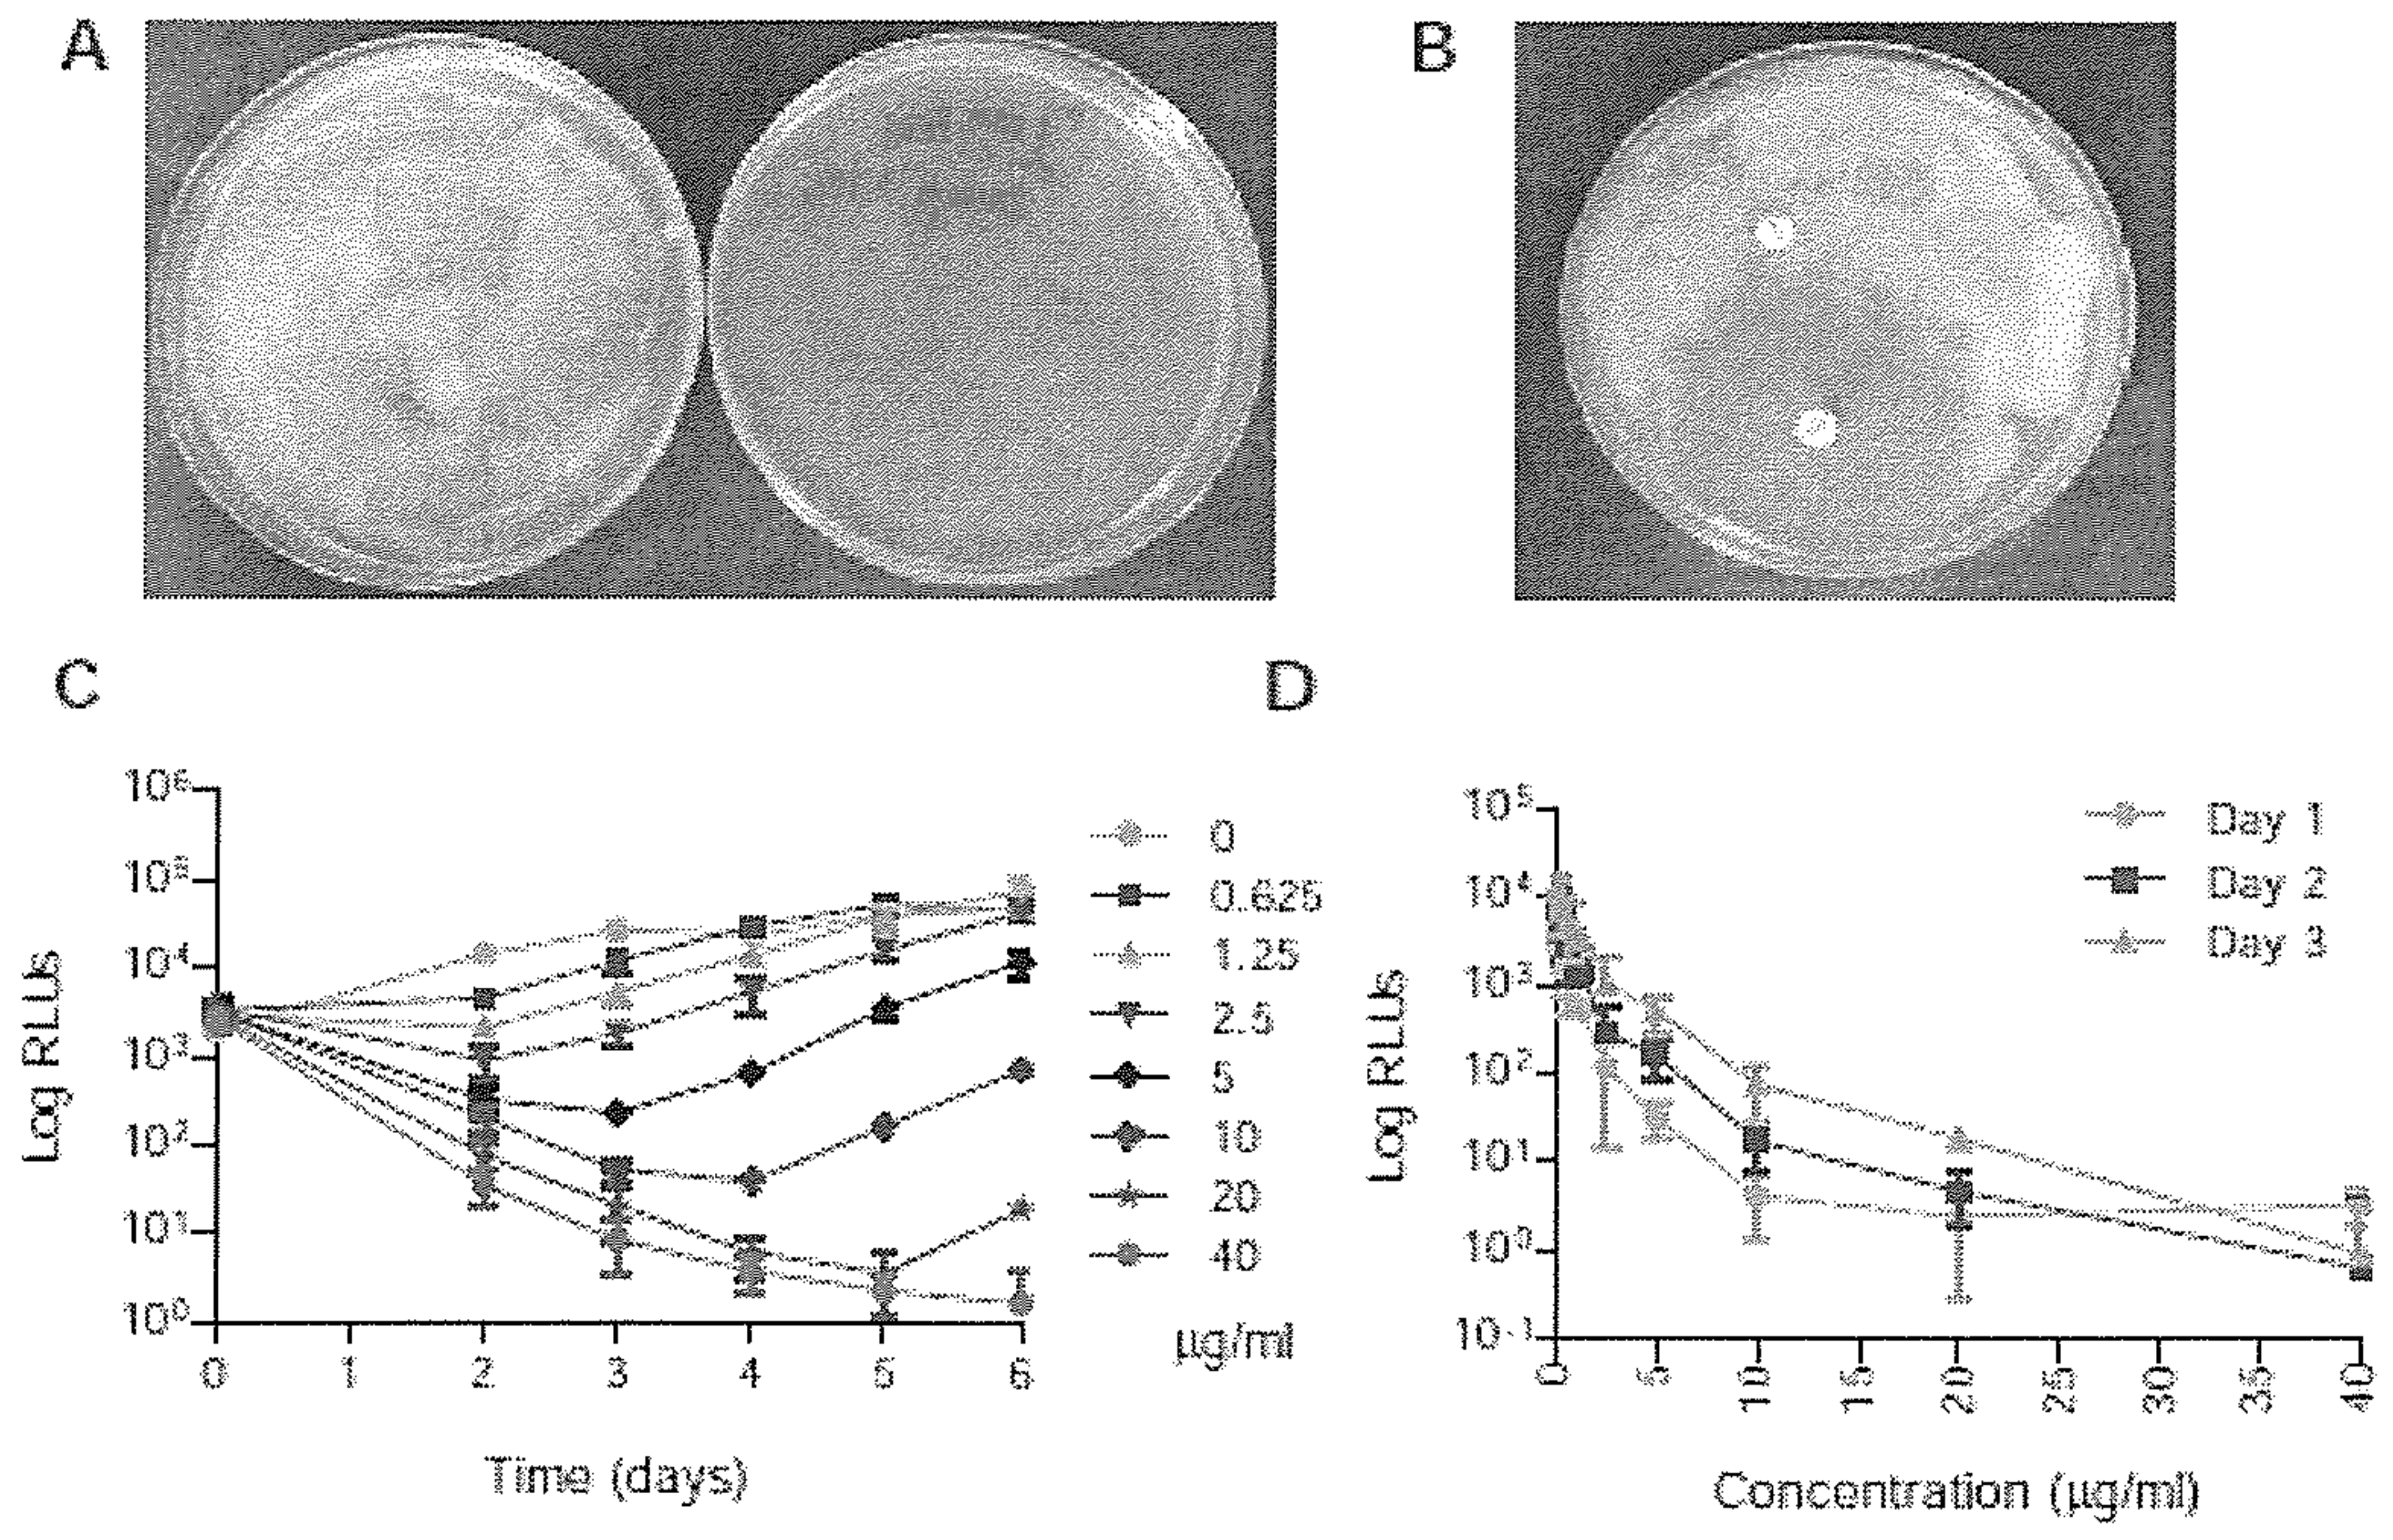 A
B
C
D
10⁶
10⁵
10⁴
10³
10²
10¹
10⁰
Log RLUs
0 1 2 3 4 5 6
Time (days)
0
0.625
1.25
2.5
5
10
20
40
µg/ml
10⁵
10⁴
10³
10²
10¹
10⁰
10⁻¹
Log RLUs
0 5 10 15 20 25 30 35 40
Concentration (µg/ml)
Day 1
Day 2
Day 3